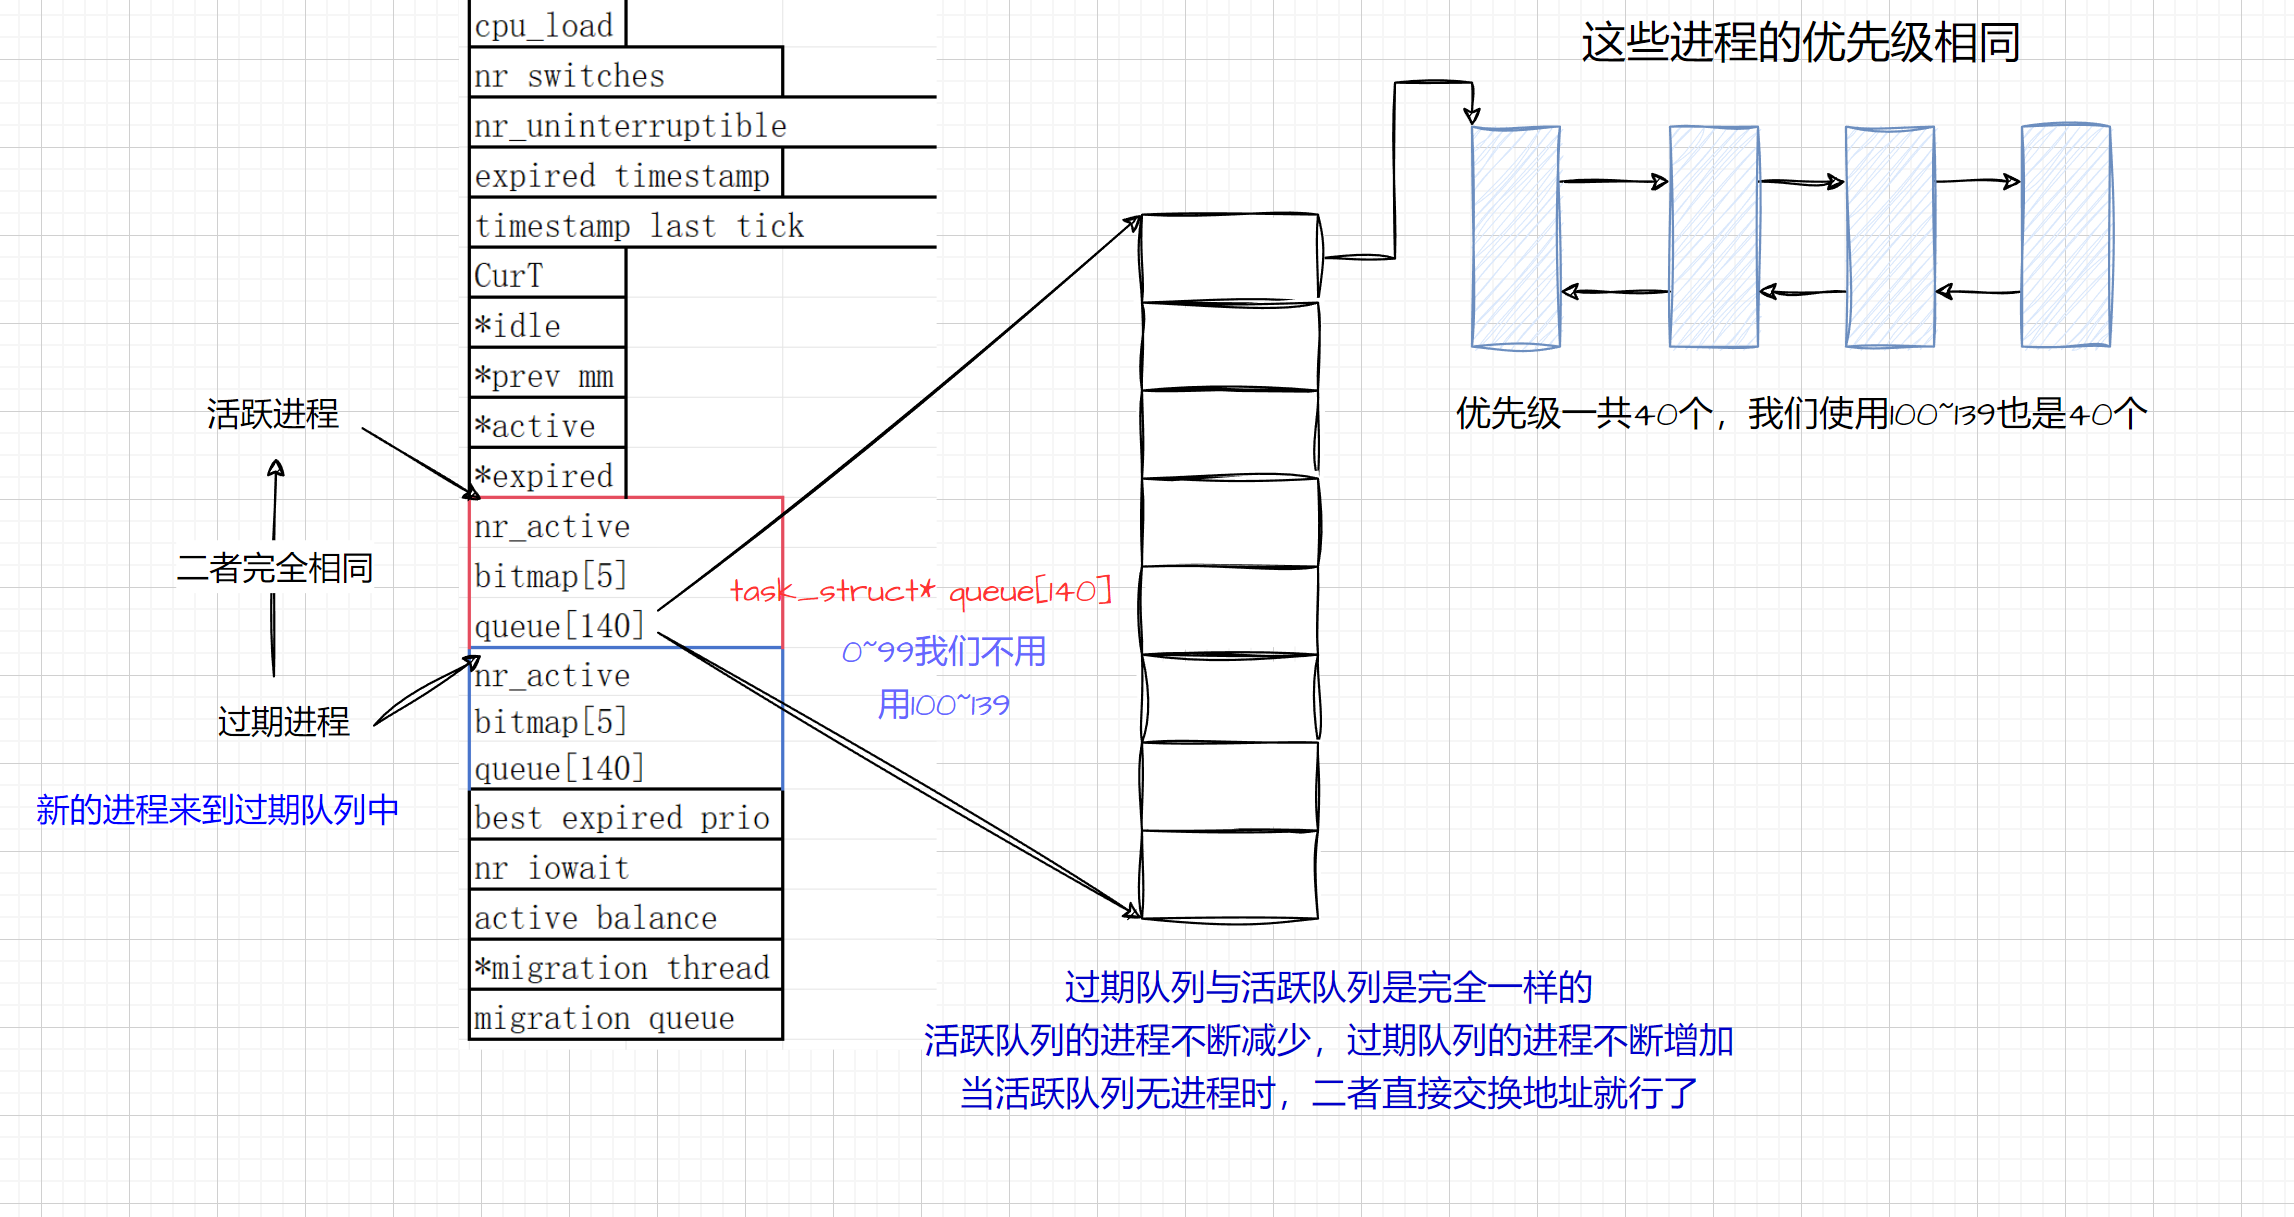 cpu_load
nr switches
nr_uninterruptible
expired timestamp
timestamp last tick
CurT
*idle
*prev mm
*active
*expired
nr_active
bitmap[5]
queue[140]
nr_active
bitmap[5]
queue[140]
best expired prio
nr iowait
active balance
*migration thread
migration queue
活跃进程
二者完全相同
过期进程
新的进程来到过期队列中
task_struct* queue[140]
0~99我们不用
用100~139
这些进程的优先级相同
优先级一共40个，我们使用100~139也是40个
过期队列与活跃队列是完全一样的
活跃队列的进程不断减少，过期队列的进程不断增加
当活跃队列无进程时，二者直接交换地址就行了